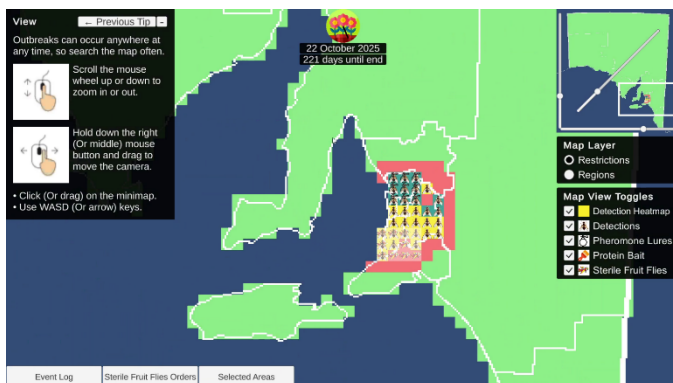 View
← Previous Tip
-
Outbreaks can occur anywhere at
any time, so search the map often.
Scroll the mouse
wheel up or down to
zoom in or out.
Hold down the right
(Or middle) mouse
button and drag to
move the camera.
• Click (Or drag) on the minimap.
• Use WASD (Or arrow) keys.
22 October 2025
221 days until end
Map Layer
Restrictions
Regions
Map View Toggles
Detection Heatmap
Detections
Pheromone Lures
Protein Bait
Sterile Fruit Flies
Event Log
Sterile Fruit Flies Orders
Selected Areas